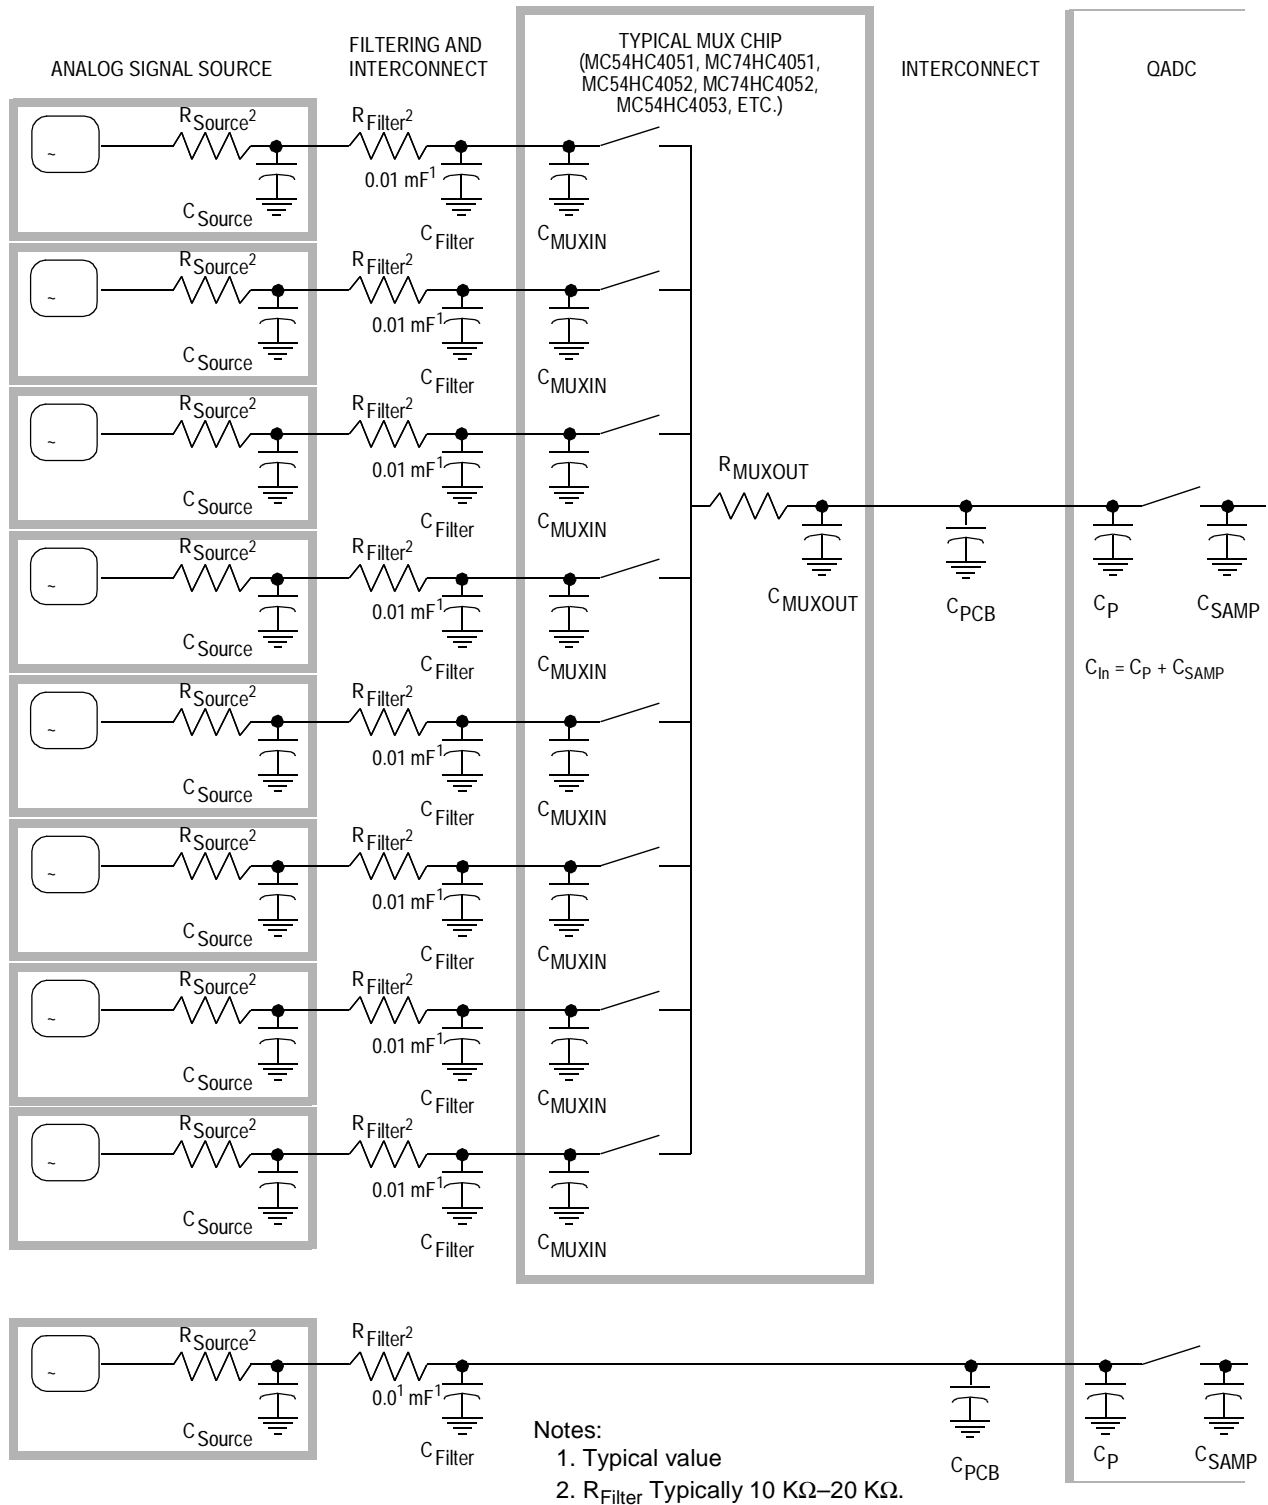 ANALOG SIGNAL SOURCE
FILTERING AND
INTERCONNECT
TYPICAL MUX CHIP
(MC54HC4051, MC74HC4051,
MC54HC4052, MC74HC4052,
MC54HC4053, ETC.)
INTERCONNECT
QADC
~
RSource2
CSource
RFilter2
0.01 mF1
CFilter
CMUXIN
~
RSource2
CSource
RFilter2
0.01 mF1
CFilter
CMUXIN
~
RSource2
CSource
RFilter2
0.01 mF1
CFilter
CMUXIN
~
RSource2
CSource
RFilter2
0.01 mF1
CFilter
CMUXIN
~
RSource2
CSource
RFilter2
0.01 mF1
CFilter
CMUXIN
~
RSource2
CSource
RFilter2
0.01 mF1
CFilter
CMUXIN
~
RSource2
CSource
RFilter2
0.01 mF1
CFilter
CMUXIN
~
RSource2
CSource
RFilter2
0.01 mF1
CFilter
CMUXIN
RMUXOUT
CMUXOUT
CPCB
CP
CSAMP
CIn = CP + CSAMP
~
RSource2
CSource
RFilter2
0.01 mF1
CFilter
CPCB
CP
CSAMP
Notes:
1. Typical value
2. RFilter Typically 10 KΩ–20 KΩ.